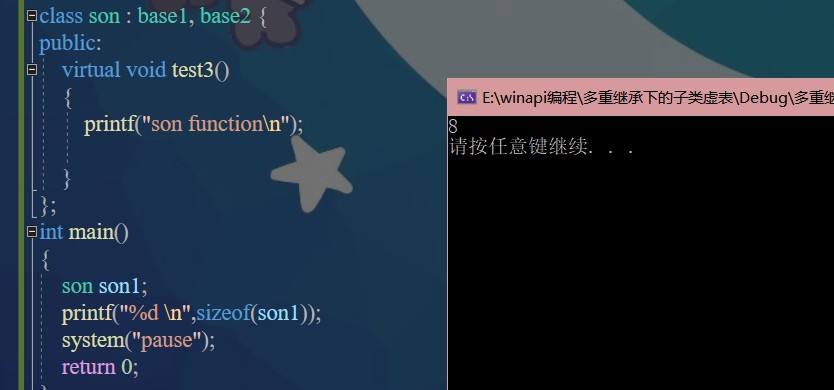 class son : base1, base2 {
public:
virtual void test3()
{
printf("son function\n");
}
};
int main()
{
son son1;
printf("%d \n",sizeof(son1));
system("pause");
return 0;
E:\winapi编程\多重继承下的子类虚表\Debug\多重继
8
请按任意键继续. . .